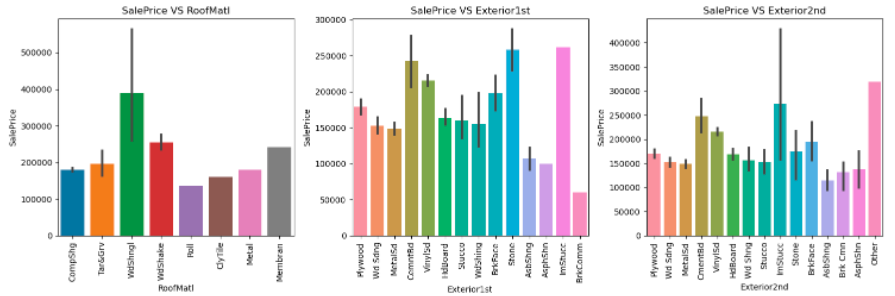 SalePrice VS RoofMatl
SalePrice
500000
400000
300000
200000
100000
0
CompShg
Tar&Grv
WdShngl
WdShake
Roll
ClyTile
Metal
Membran
RoofMatl
SalePrice VS Exterior1st
SalePrice
300000
250000
200000
150000
100000
50000
0
Plywood
Wd Sdng
MetalSd
CemntBd
VinylSd
HdBoard
Stucco
WdShing
BrkFace
Stone
AsbShng
AsphShn
ImStucc
BrkComm
Exterior1st
SalePrice VS Exterior2nd
SalePrice
400000
350000
300000
250000
200000
150000
100000
50000
0
Plywood
Wd Sdng
MetalSd
CmentBd
VinylSd
HdBoard
Wd Shng
Stucco
ImStucc
Stone
BrkFace
AsbShng
Brk Cmn
AsphShn
Other
Exterior2nd